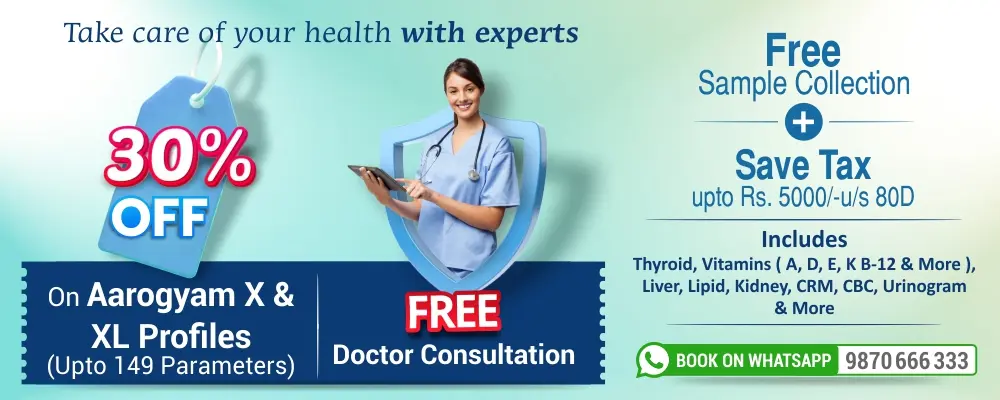 Take care of your health with experts
30%
OFF
On Aarogyam X &
XL Profiles
(Upto 149 Parameters)
FREE
Doctor Consultation
Free
Sample Collection
+
Save Tax
upto Rs. 5000/-u/s 80D
Includes
Thyroid, Vitamins ( A, D, E, K B-12 & More ),
Liver, Lipid, Kidney, CRM, CBC, Urinogram
& More
BOOK ON WHATSAPP 9870 666 333